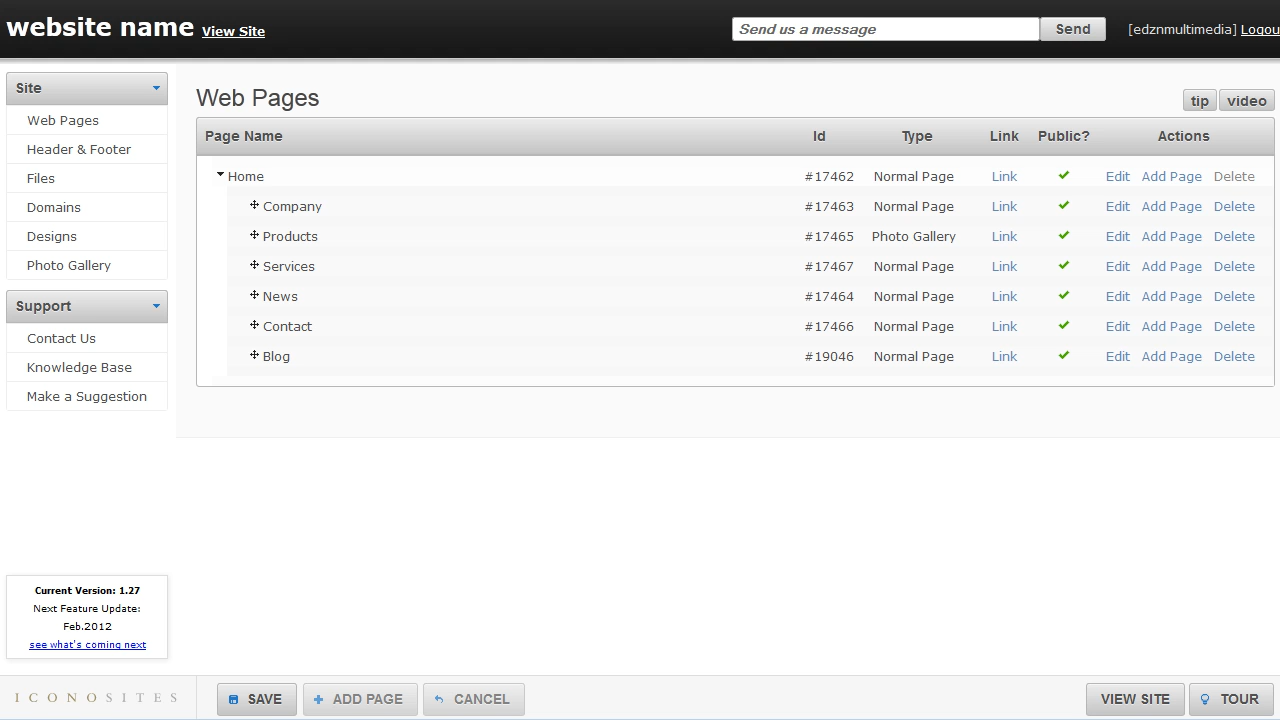 website name View Site
Send us a message Send [edznmultimedia] Logou
Site
Web Pages
Header & Footer
Files
Domains
Designs
Photo Gallery
Support
Contact Us
Knowledge Base
Make a Suggestion
Web Pages tip video
Page Name Id Type Link Public? Actions
Home #17462 Normal Page Link Edit Add Page Delete
Company #17463 Normal Page Link Edit Add Page Delete
Products #17465 Photo Gallery Link Edit Add Page Delete
Services #17467 Normal Page Link Edit Add Page Delete
News #17464 Normal Page Link Edit Add Page Delete
Contact #17466 Normal Page Link Edit Add Page Delete
Blog #19046 Normal Page Link Edit Add Page Delete
Current Version: 1.27
Next Feature Update:
Feb.2012
see what's coming next
ICONOSITES SAVE ADD PAGE CANCEL VIEW SITE TOUR